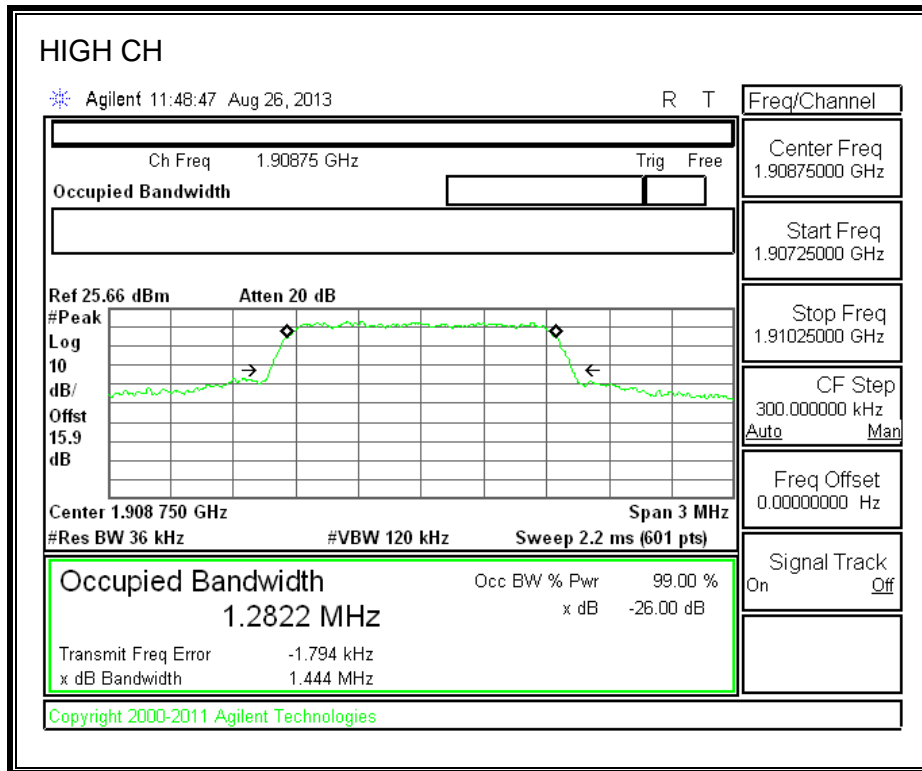 HIGH CH
Agilent 11:48:47 Aug 26, 2013 R T
Freq/Channel
Ch Freq 1.90875 GHz Trig Free
Occupied Bandwidth
Center Freq
1.90875000 GHz
Start Freq
1.90725000 GHz
Stop Freq
1.91025000 GHz
CF Step
300.000000 kHz
Auto Man
Freq Offset
0.00000000 Hz
Signal Track
On Off
Ref 25.66 dBm Atten 20 dB
#Peak
Log
10
dB/
Offst
15.9
dB
Center 1.908 750 GHz Span 3 MHz
#Res BW 36 kHz #VBW 120 kHz Sweep 2.2 ms (601 pts)
Occupied Bandwidth Occ BW % Pwr 99.00 %
1.2822 MHz x dB -26.00 dB
Transmit Freq Error -1.794 kHz
x dB Bandwidth 1.444 MHz
Copyright 2000-2011 Agilent Technologies